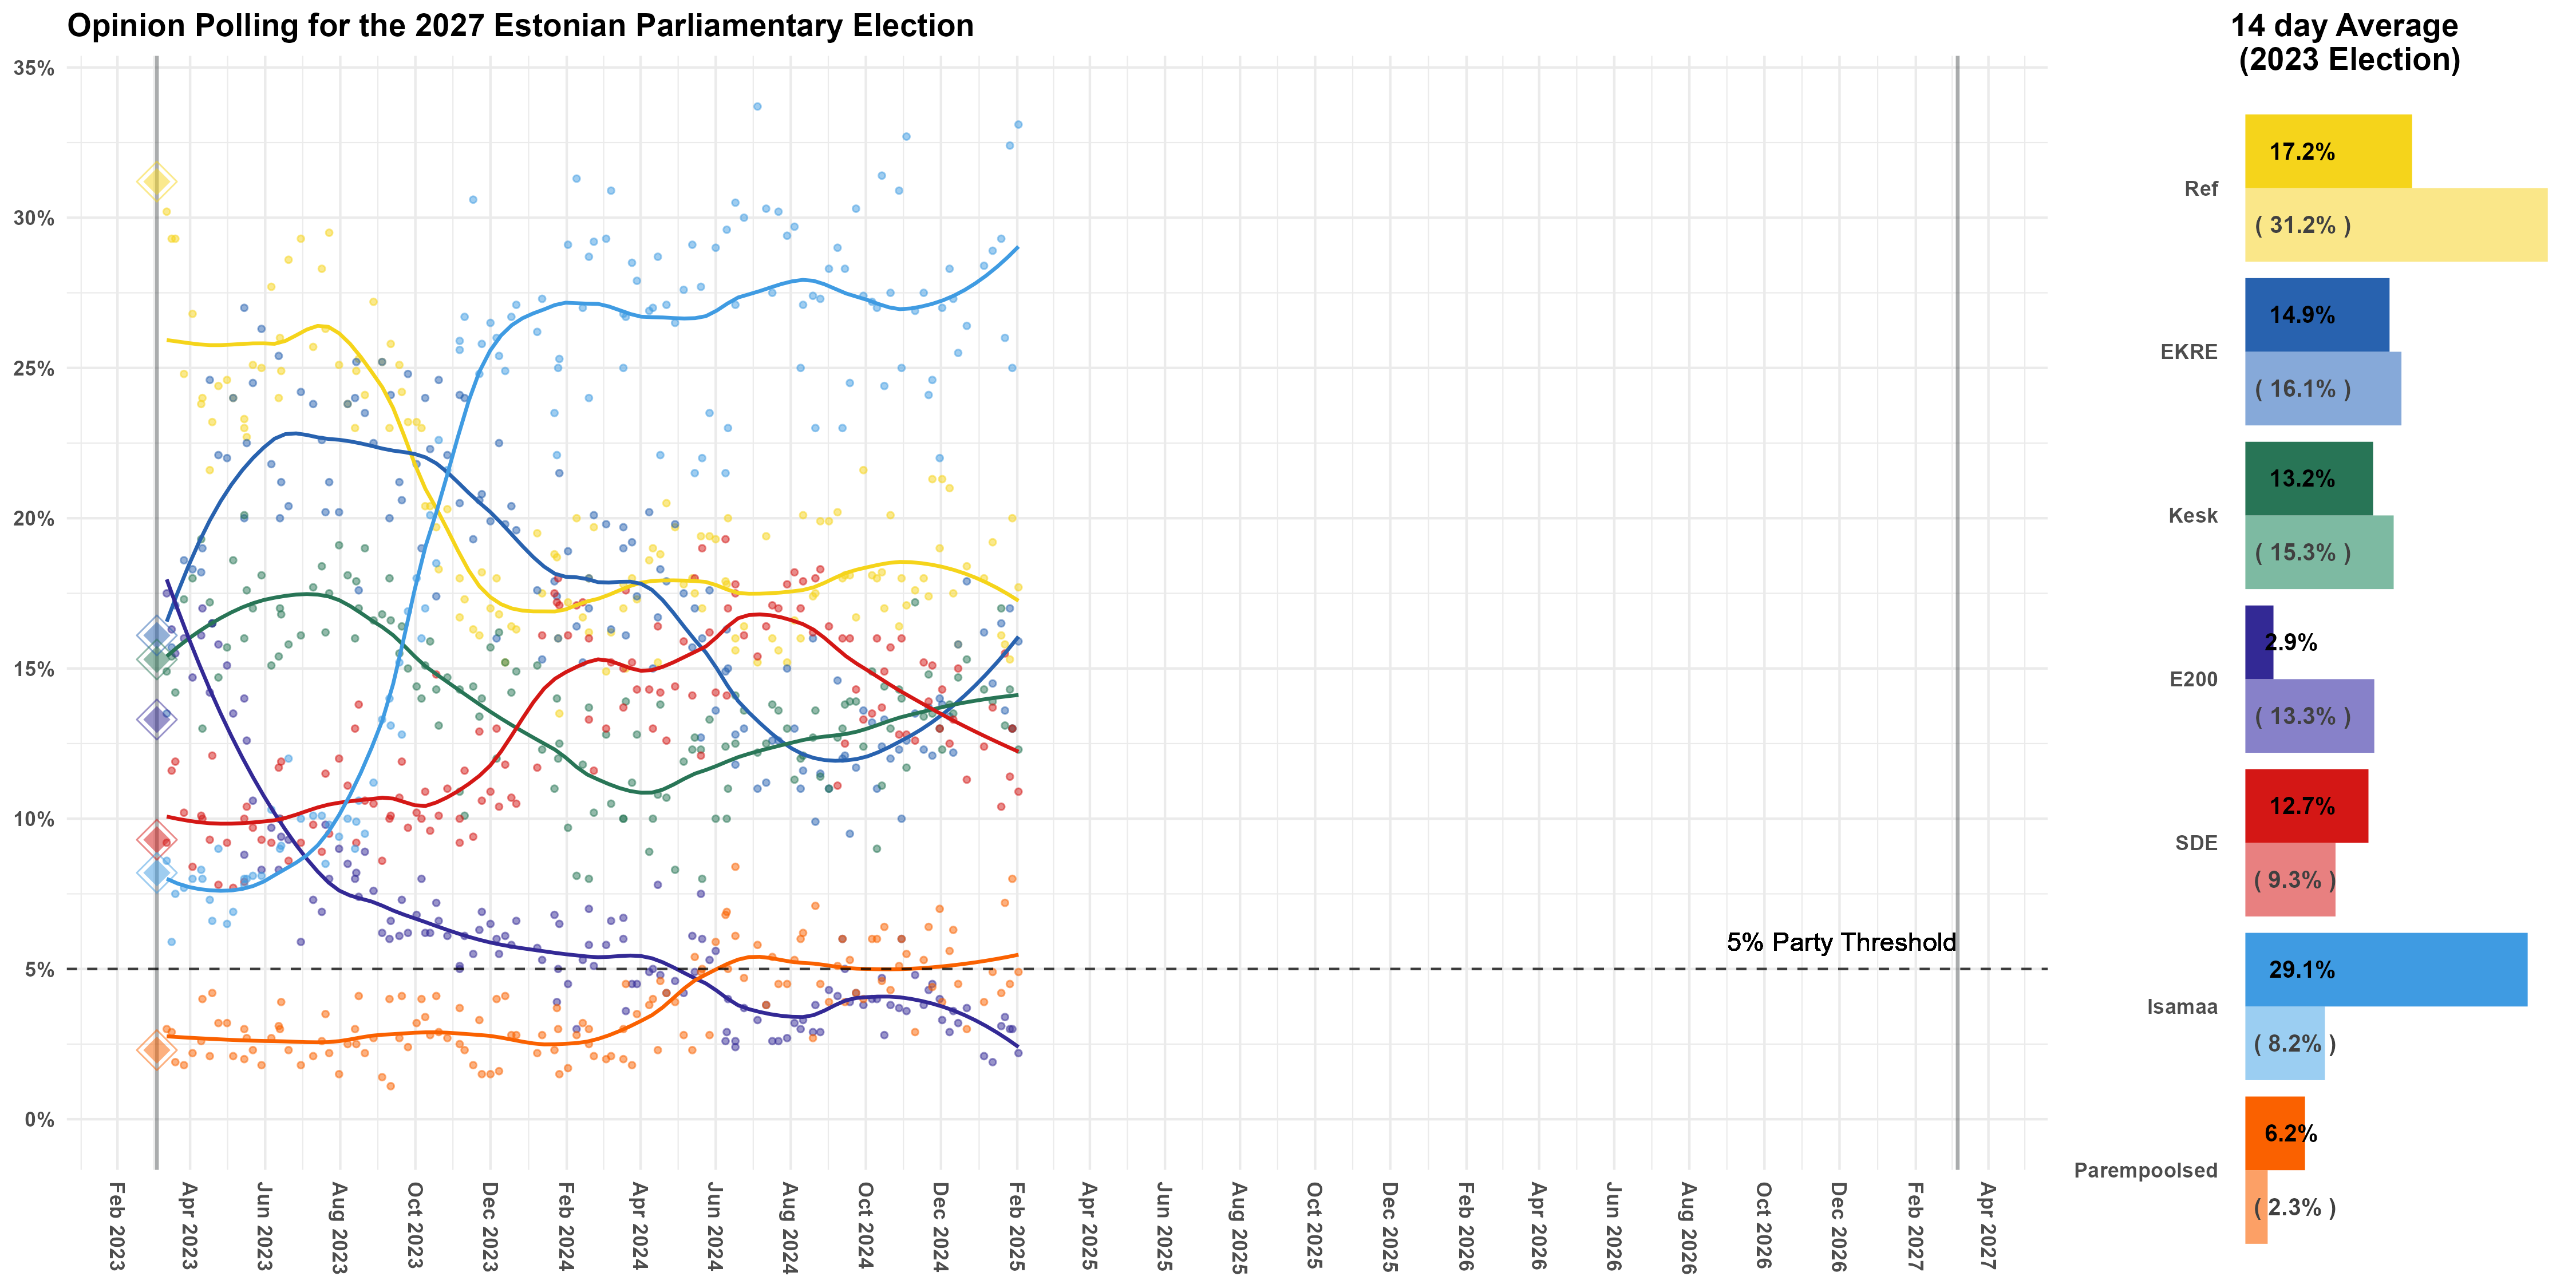 Opinion Polling for the 2027 Estonian Parliamentary Election
35%
30%
25%
20%
15%
10%
5%
0%
5% Party Threshold
Feb 2023
Apr 2023
Jun 2023
Aug 2023
Oct 2023
Dec 2023
Feb 2024
Apr 2024
Jun 2024
Aug 2024
Oct 2024
Dec 2024
Feb 2025
Apr 2025
Jun 2025
Aug 2025
Oct 2025
Dec 2025
Feb 2026
Apr 2026
Jun 2026
Aug 2026
Oct 2026
Dec 2026
Feb 2027
Apr 2027
14 day Average
(2023 Election)
Ref
17.2%
( 31.2% )
EKRE
14.9%
( 16.1% )
Kesk
13.2%
( 15.3% )
E200
2.9%
( 13.3% )
SDE
12.7%
( 9.3% )
Isamaa
29.1%
( 8.2% )
Parempoolsed
6.2%
( 2.3% )